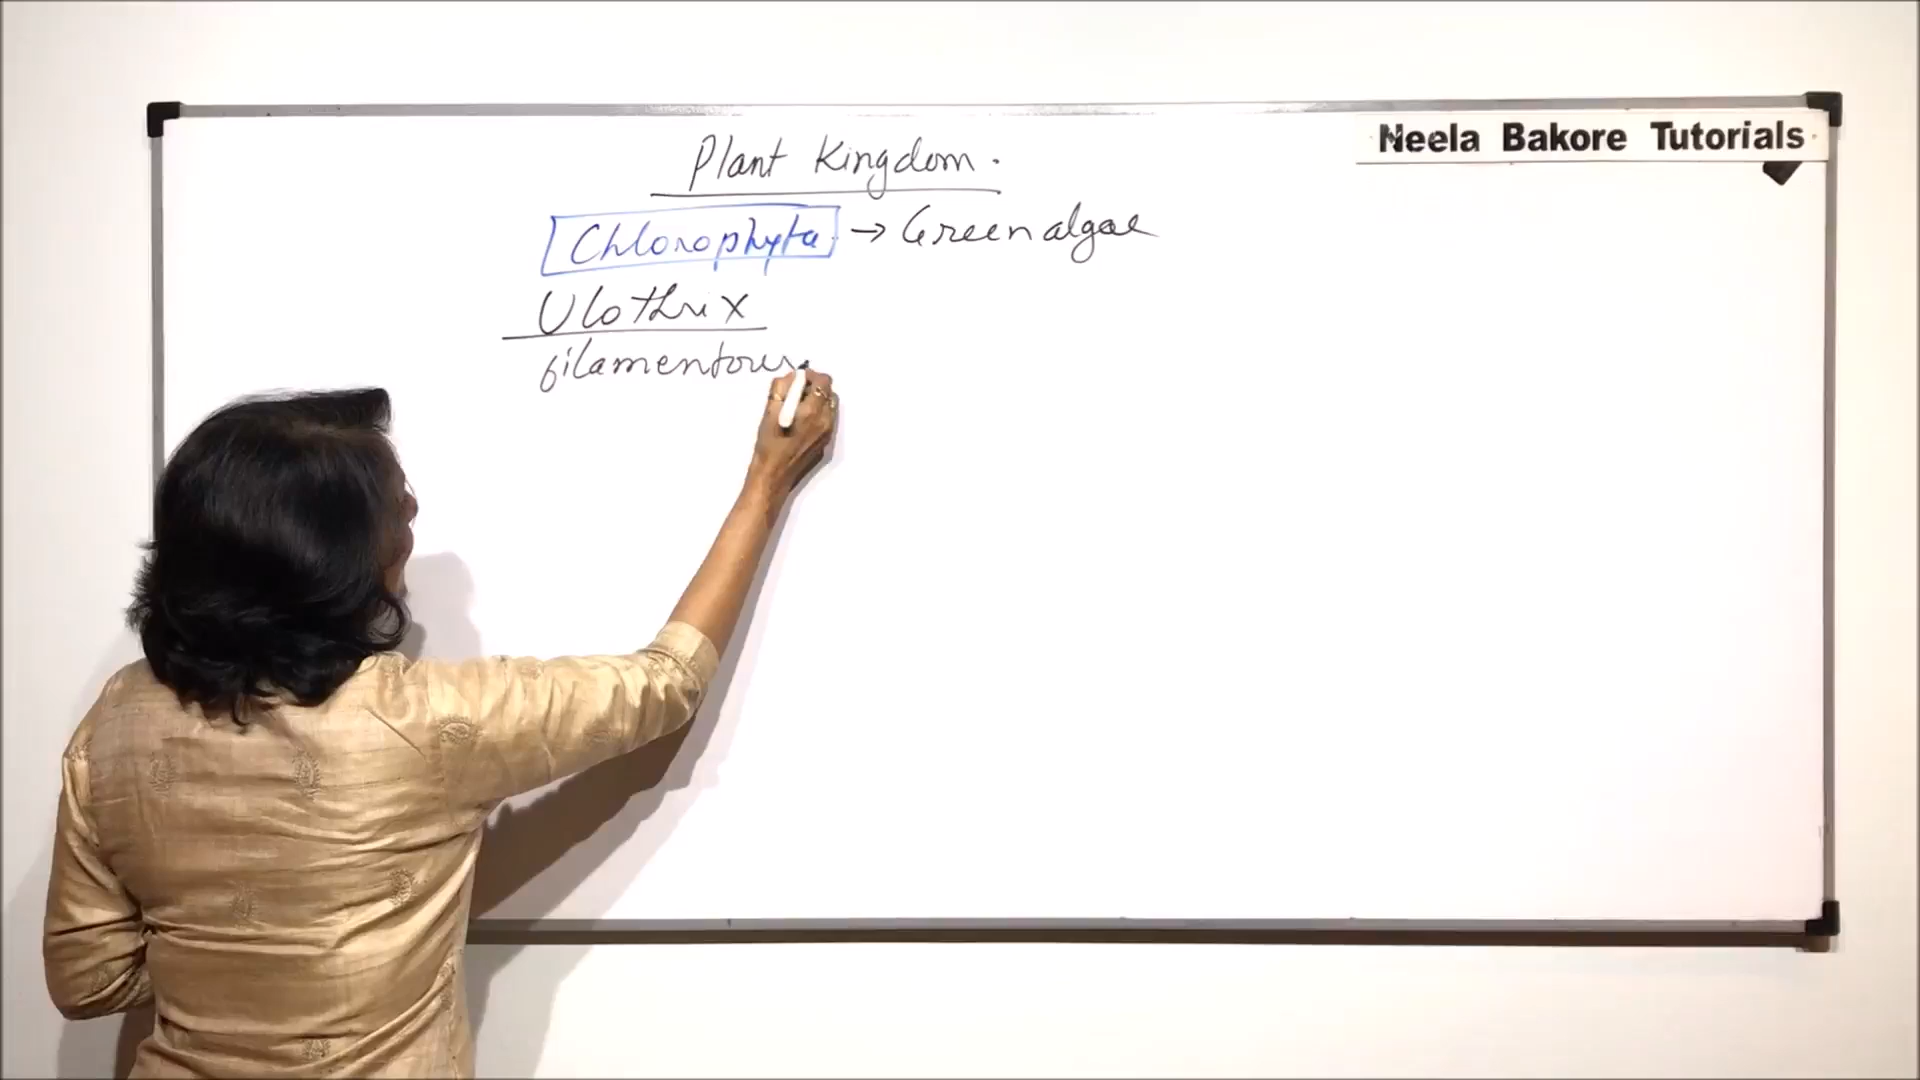 Neela Bakore Tutorials
Plant Kingdom.
Chlorophyta → Green algae
Ulothrix
filamentous